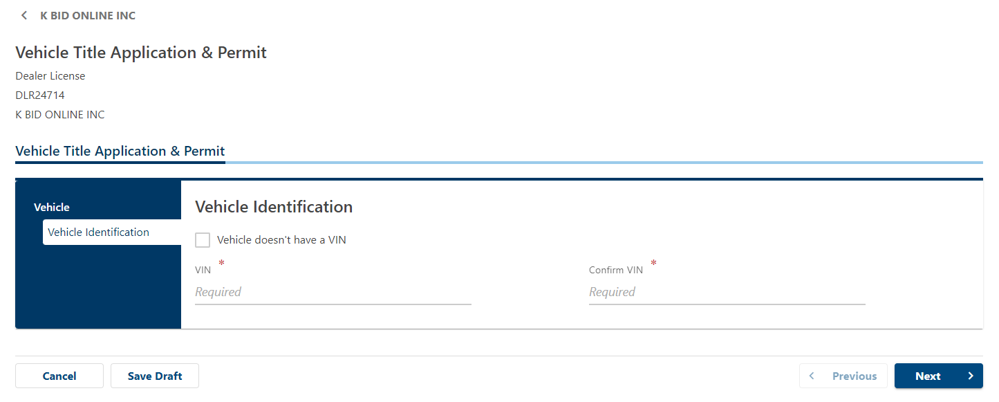 K BID ONLINE INC
Vehicle Title Application & Permit
Dealer License
DLR24714
K BID ONLINE INC
Vehicle Title Application & Permit
Vehicle
Vehicle Identification
Vehicle Identification
Vehicle doesn't have a VIN
VIN *
Confirm VIN *
Required
Required
Cancel
Save Draft
Previous
Next